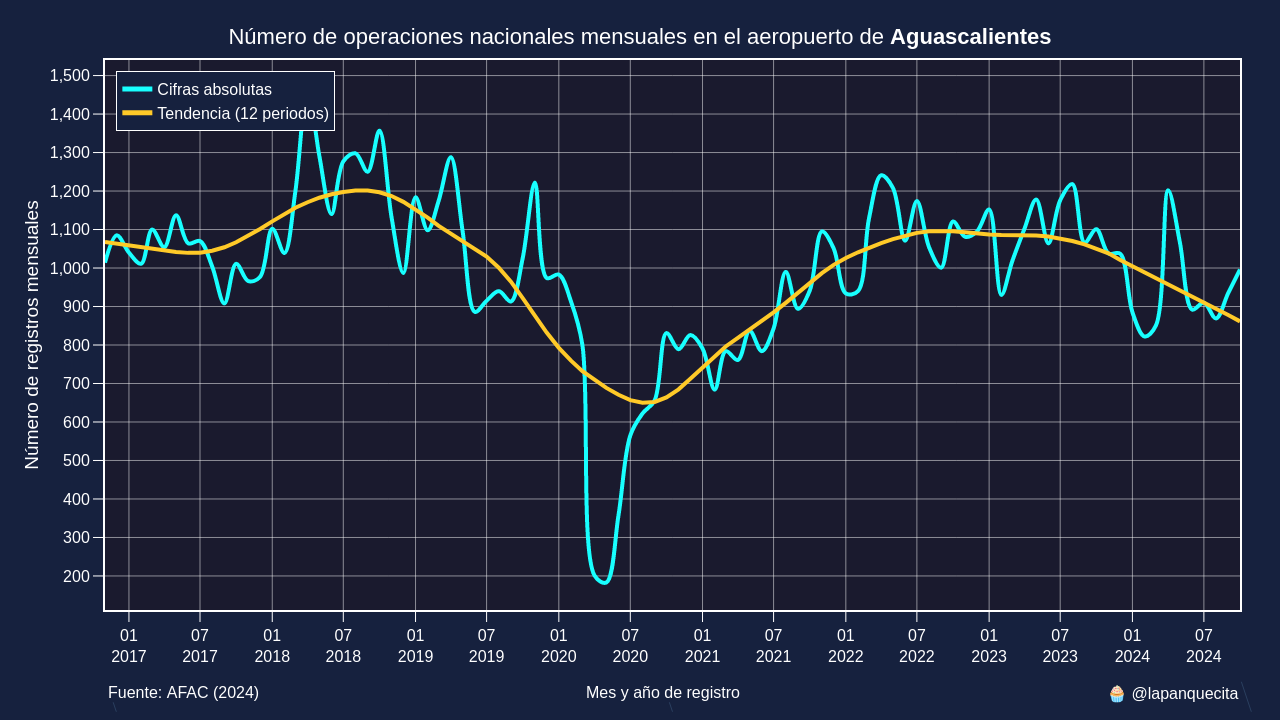 Número de operaciones nacionales mensuales en el aeropuerto de Aguascalientes
Cifras absolutas
Tendencia (12 periodos)
Número de registros mensuales
1,500
1,400
1,300
1,200
1,100
1,000
900
800
700
600
500
400
300
200
01 07 01 07 01 07 01 07 01 07 01 07 01 07 01 07
2017 2017 2018 2018 2019 2019 2020 2020 2021 2021 2022 2022 2023 2023 2024 2024
Fuente: AFAC (2024) Mes y año de registro 🧁 @lapanquecita